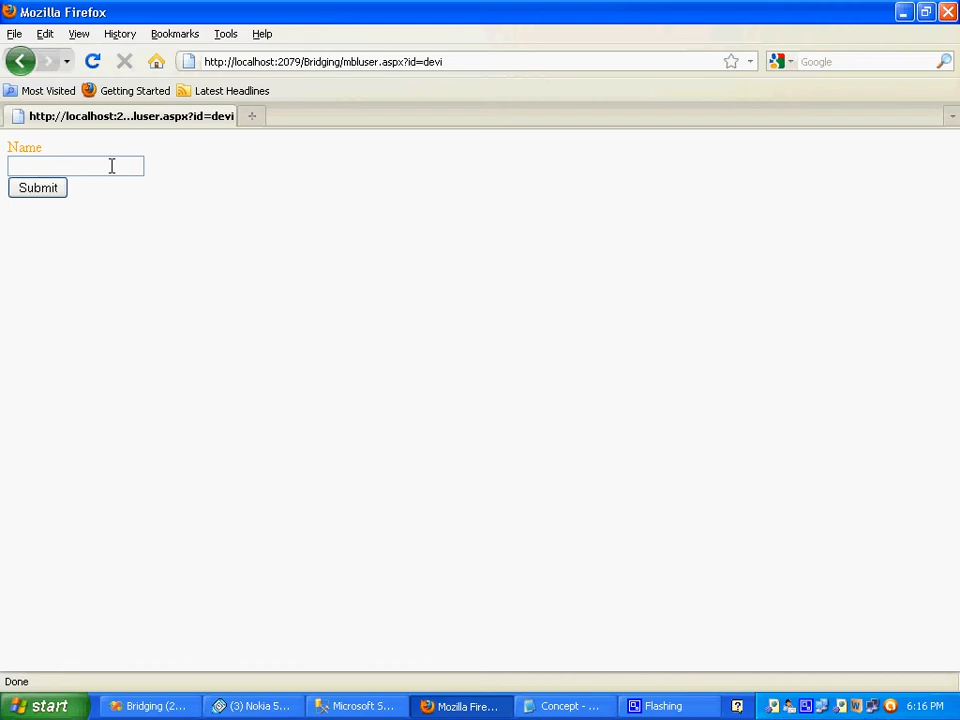 Mozilla Firefox
File Edit View History Bookmarks Tools Help
http://localhost:2079/Bridging/mbluser.aspx?id=devi
Google
Most Visited Getting Started Latest Headlines
http://localhost:2...luser.aspx?id=devi
Name
Submit
Done
start Bridging (2... (3) Nokia 5... Microsoft S... Mozilla Fire... Concept - ... Flashing 6:16 PM